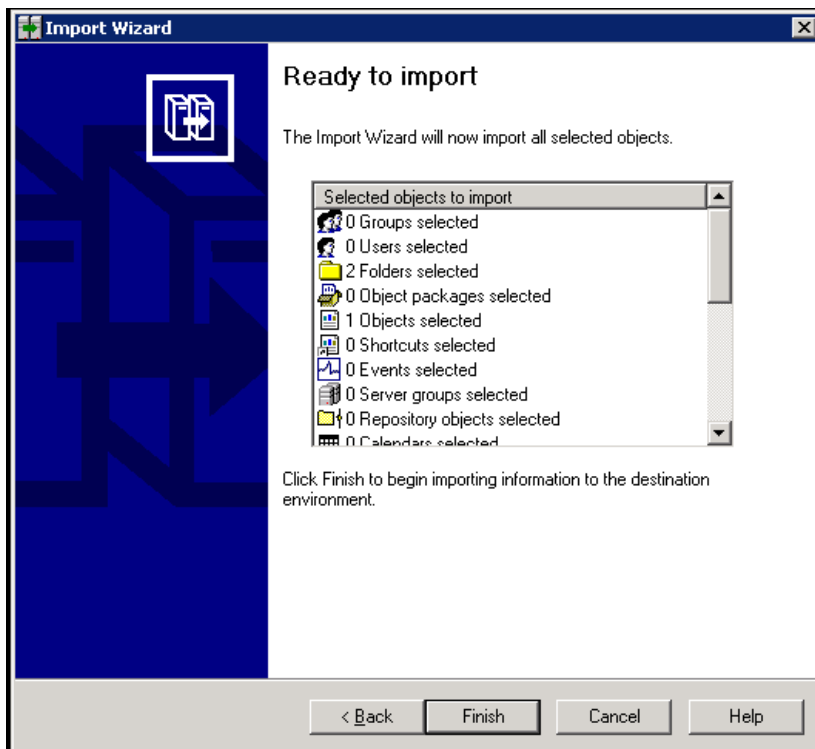 Import Wizard
Ready to import
The Import Wizard will now import all selected objects.
Selected objects to import
0 Groups selected
0 Users selected
2 Folders selected
0 Object packages selected
1 Objects selected
0 Shortcuts selected
0 Events selected
0 Server groups selected
0 Repository objects selected
0 Calendars selected
Click Finish to begin importing information to the destination
environment.
< Back Finish Cancel Help